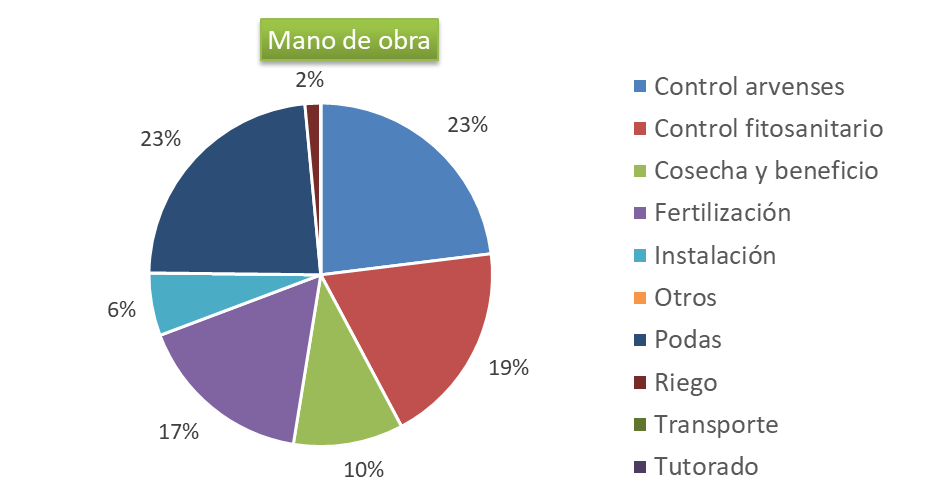 Mano de obra
2%
23%
23%
6%
19%
17%
10%
Control arvenses
Control fitosanitario
Cosecha y beneficio
Fertilización
Instalación
Otros
Podas
Riego
Transporte
Tutorado